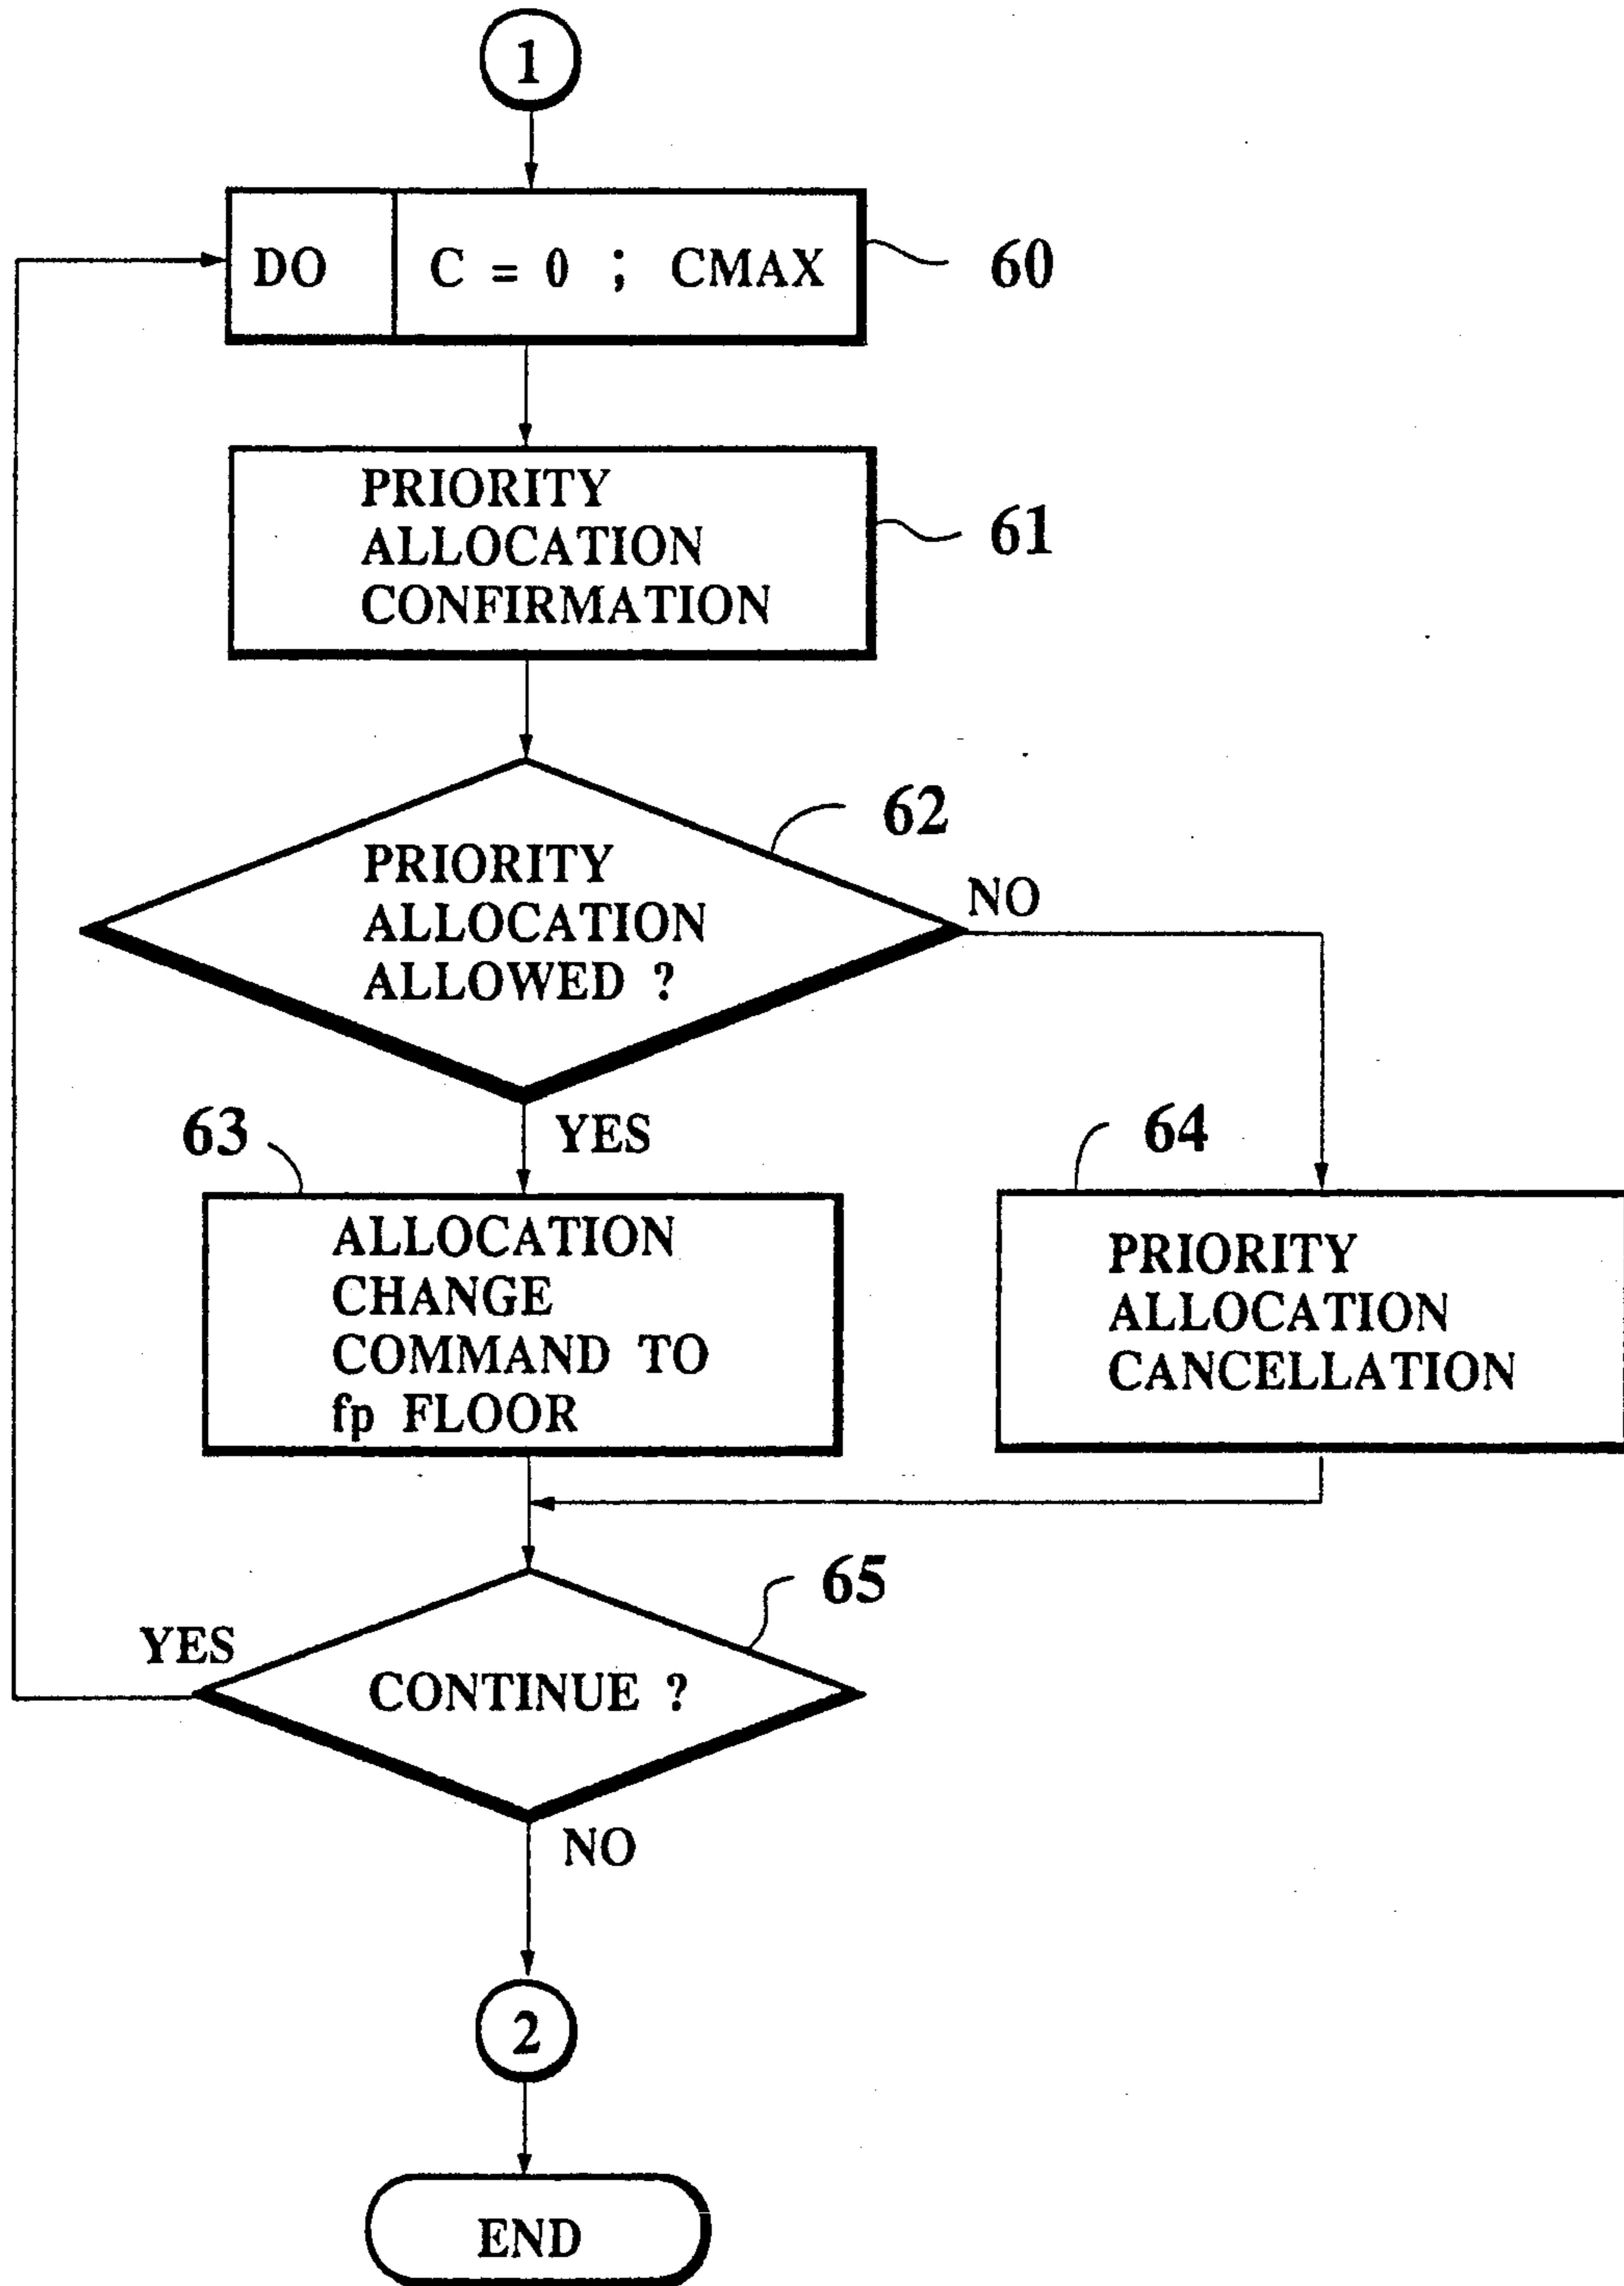 1
DO C = 0 ; CMAX
60
PRIORITY
ALLOCATION
CONFIRMATION
61
62
PRIORITY
ALLOCATION
ALLOWED ?
NO
YES
63
ALLOCATION
CHANGE
COMMAND TO
fp FLOOR
64
PRIORITY
ALLOCATION
CANCELLATION
65
YES
CONTINUE ?
NO
2
END